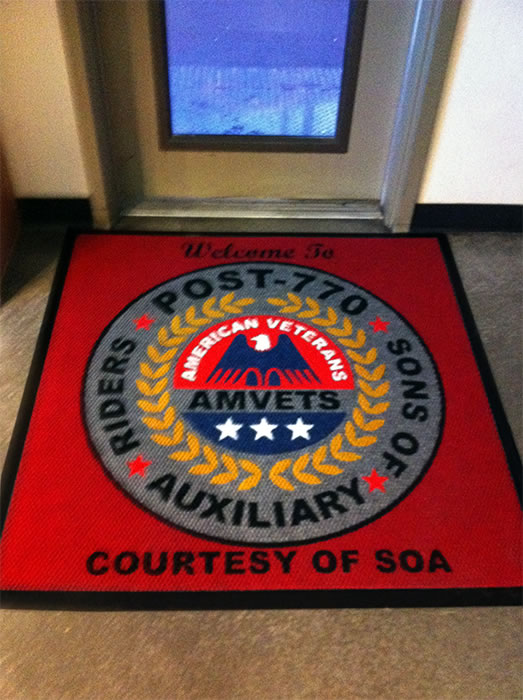 Welcome To
POST-770
RIDERS
SONS OF
AUXILIARY
AMERICAN VETERANS
AMVETS
COURTESY OF SOA